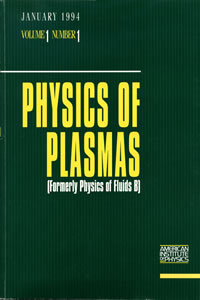 JANUARY 1994
VOLUME 1 NUMBER 1
PHYSICS OF
PLASMAS
(Formerly Physics of Fluids B)
AMERICAN
INSTITUTE
OF PHYSICS